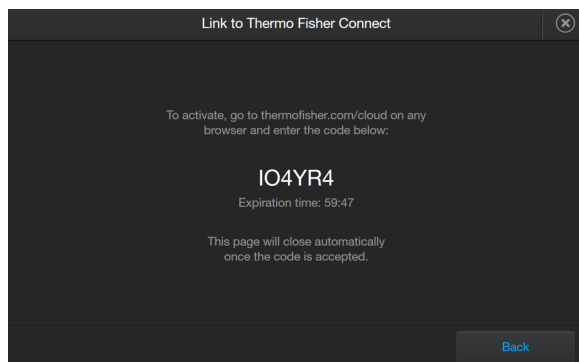 Link to Thermo Fisher Connect
To activate, go to thermofisher.com/cloud on any
browser and enter the code below:
IO4YR4
Expiration time: 59:47
This page will close automatically
once the code is accepted.
Back